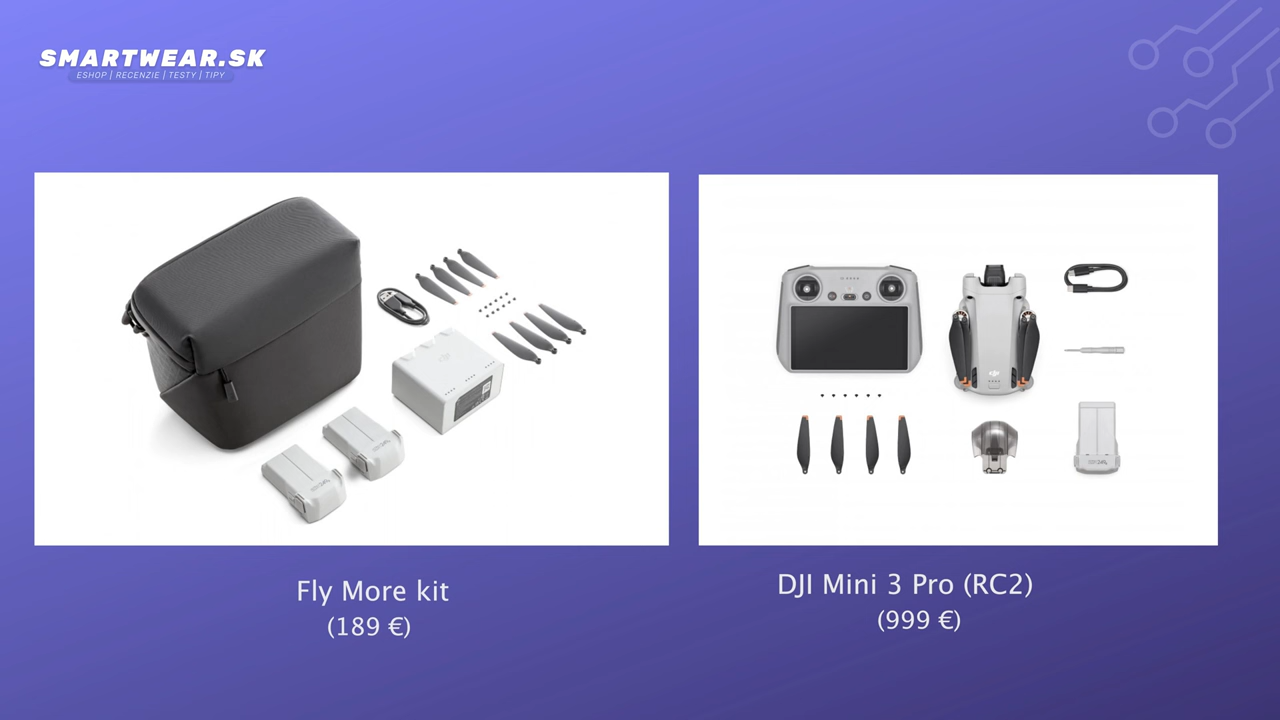 SMARTWEAR.SK
ESHOP | RECENZIE | TESTY | TIPY
Fly More kit
(189 €)
DJI Mini 3 Pro (RC2)
(999 €)